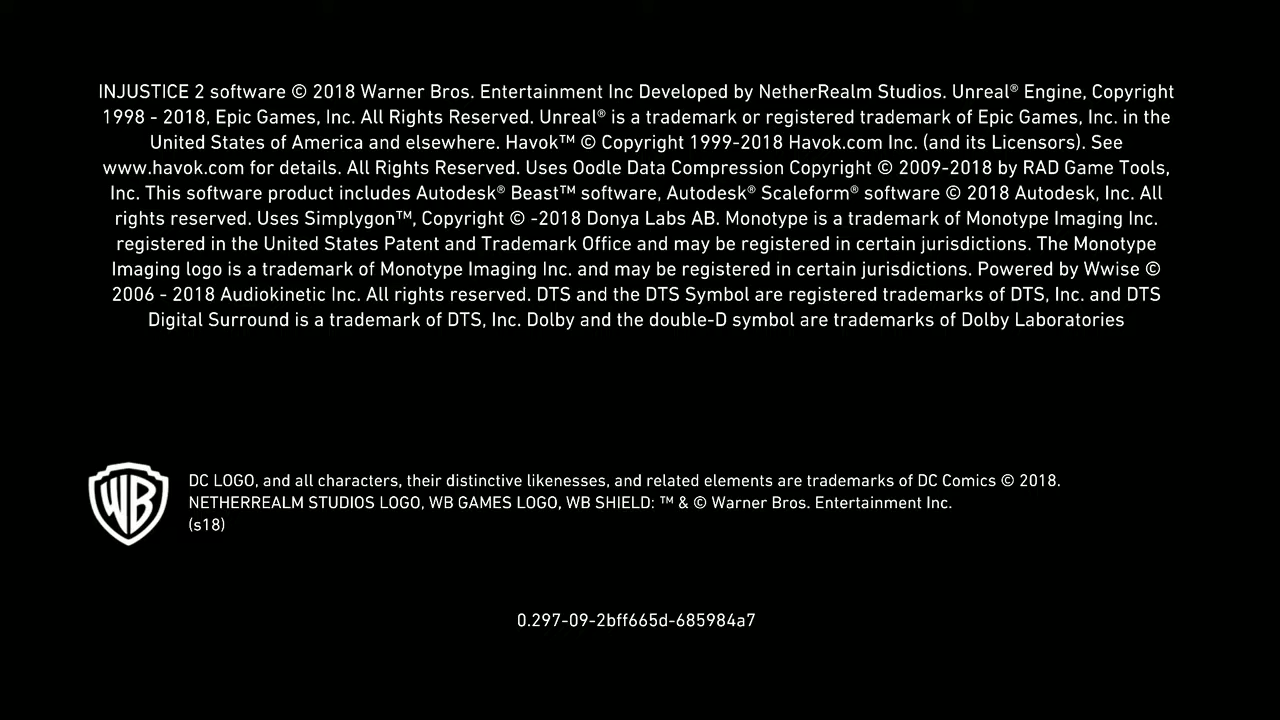 INJUSTICE 2 software © 2018 Warner Bros. Entertainment Inc Developed by NetherRealm Studios. Unreal® Engine, Copyright
1998 - 2018, Epic Games, Inc. All Rights Reserved. Unreal® is a trademark or registered trademark of Epic Games, Inc. in the
United States of America and elsewhere. Havok™ © Copyright 1999-2018 Havok.com Inc. (and its Licensors). See
www.havok.com for details. All Rights Reserved. Uses Oodle Data Compression Copyright © 2009-2018 by RAD Game Tools,
Inc. This software product includes Autodesk® Beast™ software, Autodesk® Scaleform® software © 2018 Autodesk, Inc. All
rights reserved. Uses Simplygon™, Copyright © -2018 Donya Labs AB. Monotype is a trademark of Monotype Imaging Inc.
registered in the United States Patent and Trademark Office and may be registered in certain jurisdictions. The Monotype
Imaging logo is a trademark of Monotype Imaging Inc. and may be registered in certain jurisdictions. Powered by Wwise ©
2006 - 2018 Audiokinetic Inc. All rights reserved. DTS and the DTS Symbol are registered trademarks of DTS, Inc. and DTS
Digital Surround is a trademark of DTS, Inc. Dolby and the double-D symbol are trademarks of Dolby Laboratories
WB
DC LOGO, and all characters, their distinctive likenesses, and related elements are trademarks of DC Comics © 2018.
NETHERREALM STUDIOS LOGO, WB GAMES LOGO, WB SHIELD: ™ & © Warner Bros. Entertainment Inc.
(s18)
0.297-09-2bff665d-685984a7